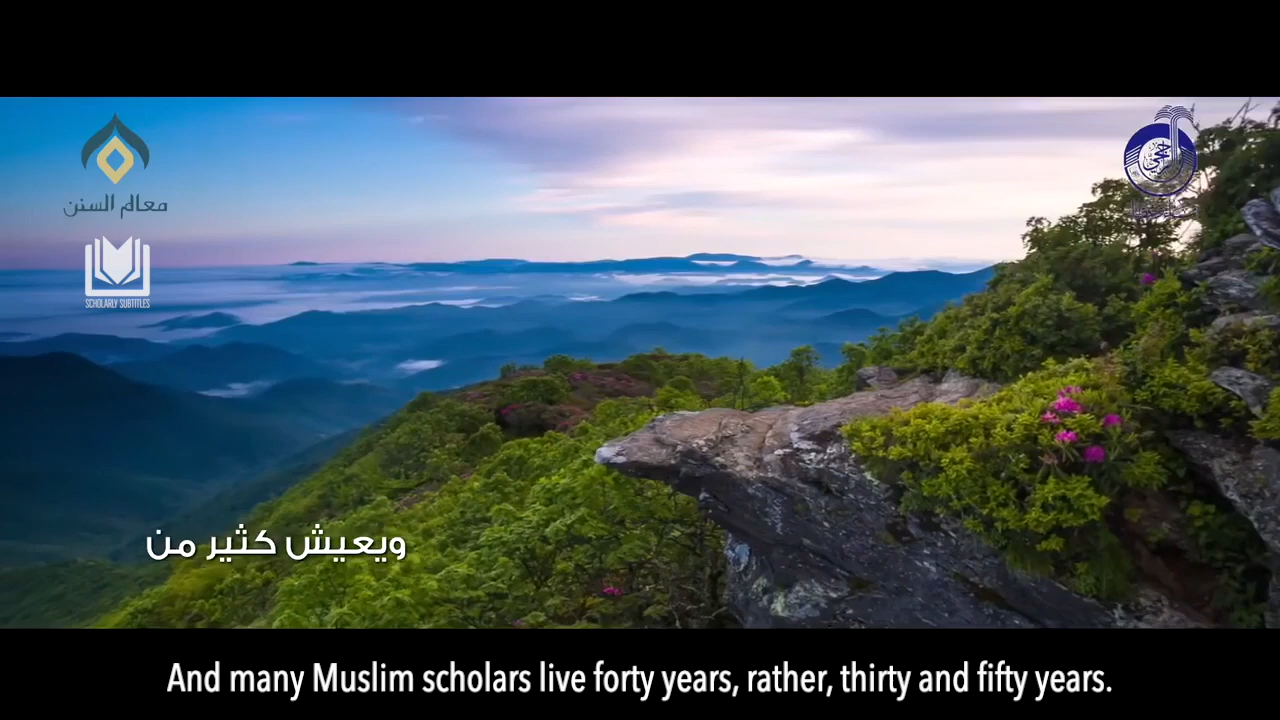 معالم السنن
SCHOLARLY SUBTITLES
ويعيش كثير من
And many Muslim scholars live forty years, rather, thirty and fifty years.